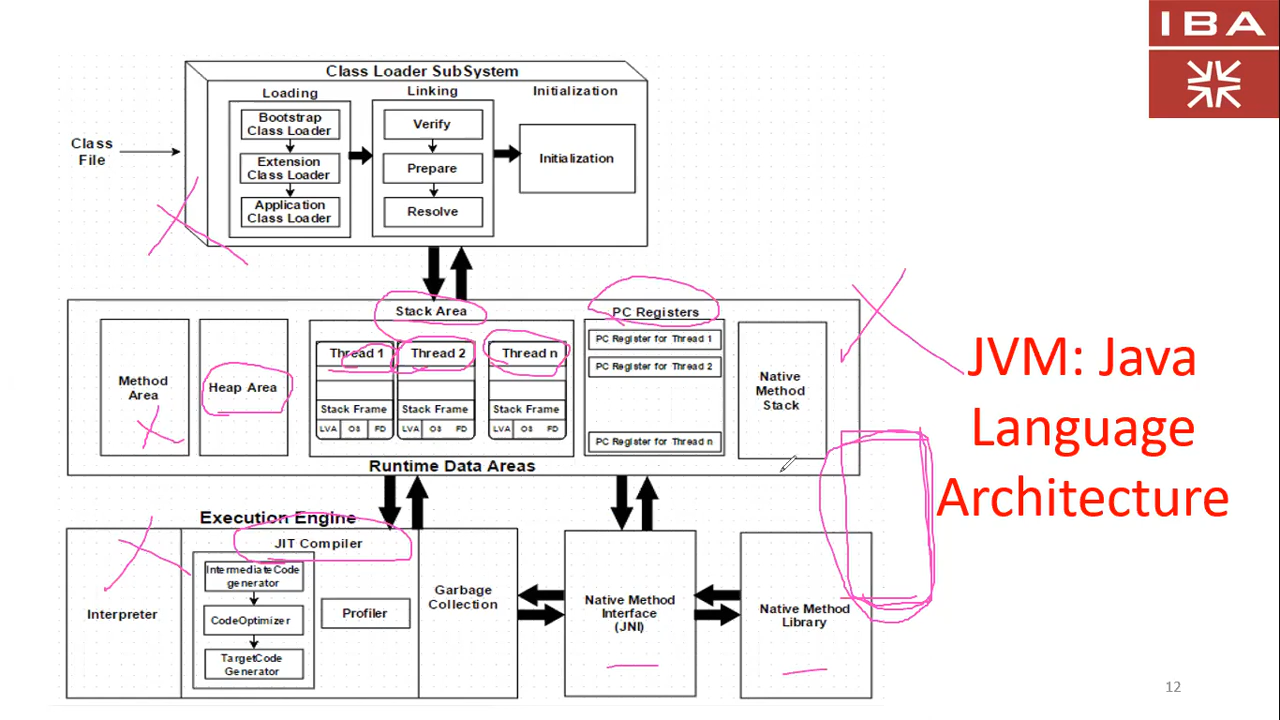 IBA
Class Loader SubSystem
Loading
Linking
Initialization
Class
File
Bootstrap
Class Loader
Extension
Class Loader
Application
Class Loader
Verify
Prepare
Resolve
Initialization
Method
Area
Heap Area
Stack Area
Thread 1
Thread 2
Thread n
Stack Frame
Stack Frame
Stack Frame
LVA OS FD
LVA OS FD
LVA OS FD
PC Registers
PC Register for Thread 1
PC Register for Thread 2
PC Register for Thread n
Native
Method
Stack
Runtime Data Areas
JVM: Java
Language
Architecture
Execution Engine
Interpreter
JIT Compiler
IntermediateCode
generator
CodeOptimizer
TargetCode
Generator
Profiler
Garbage
Collection
Native Method
Interface
(JNI)
Native Method
Library
12